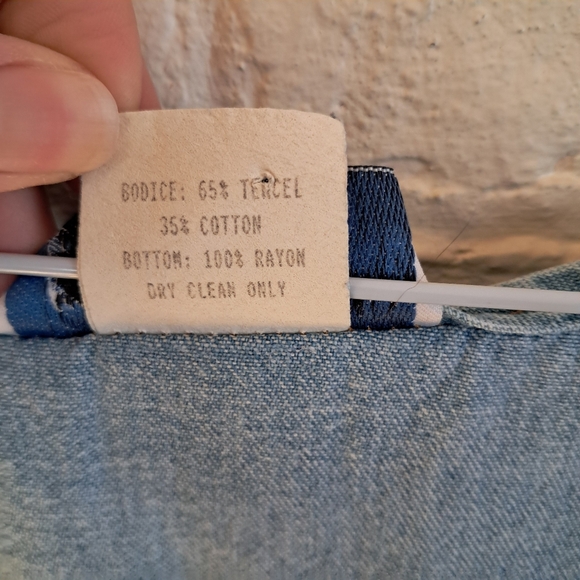 BODICE: 65% TENCEL
35% COTTON
BOTTOM: 100% RAYON
DRY CLEAN ONLY